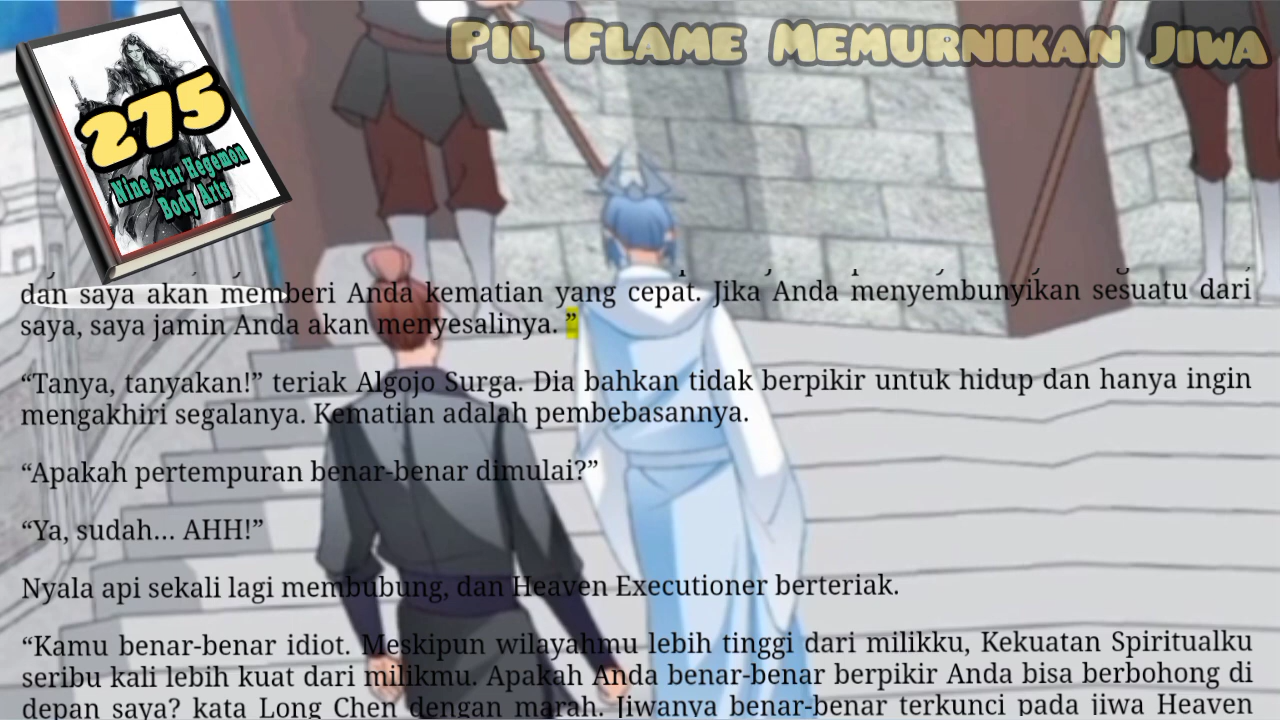 Pil Flame Memurnikan Jiwa
275
Nine Star Hegemon
Body Arts
dan saya akan memberi Anda kematian yang cepat. Jika Anda menyembunyikan sesuatu dari
saya, saya jamin Anda akan menyesalinya. ”
“Tanya, tanyakan!” teriak Algojo Surga. Dia bahkan tidak berpikir untuk hidup dan hanya ingin
mengakhiri segalanya. Kematian adalah pembebasannya.
“Apakah pertempuran benar-benar dimulai?”
“Ya, sudah... AHH!”
Nyala api sekali lagi membubung, dan Heaven Executioner berteriak.
“Kamu benar-benar idiot. Meskipun wilayahmu lebih tinggi dari milikku, Kekuatan Spiritualku
seribu kali lebih kuat dari milikmu. Apakah Anda benar-benar berpikir Anda bisa berbohong di
depan saya? kata Long Chen dengan marah. Jiwanya benar-benar terkunci pada jiwa Heaven